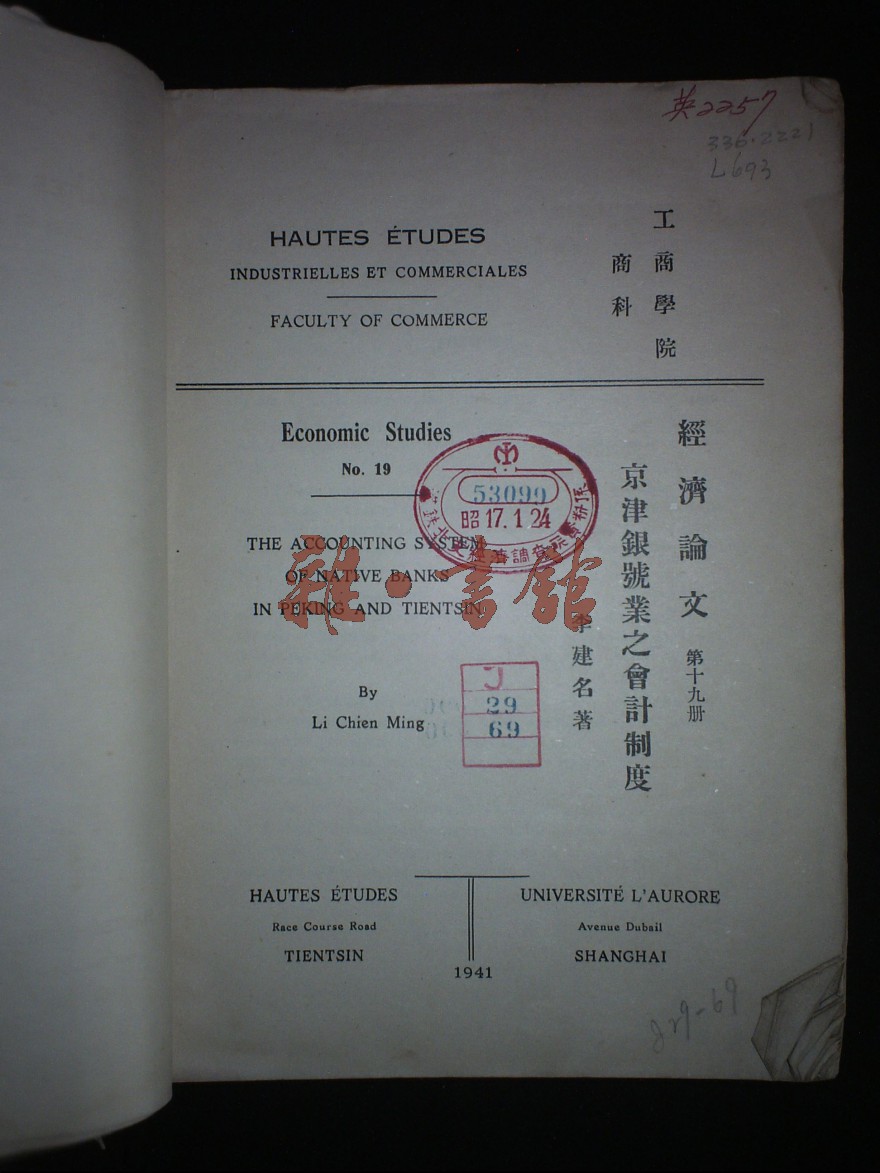 英2257
336.2221
L693
HAUTES ÉTUDES
INDUSTRIELLES ET COMMERCIALES
FACULTY OF COMMERCE
工商學院
商科
Economic Studies
No. 19
THE ACCOUNTING SYSTEM
OF NATIVE BANKS
IN PEKING AND TIENTSIN
By
Li Chien Ming
經濟論文 第十九册
京津銀號業之會計制度
李建名著
53099
昭17.1.24
雜·書館
J
29
69
HAUTES ÉTUDES
Race Course Road
TIENTSIN
UNIVERSITÉ L'AURORE
Avenue Dubail
SHANGHAI
1941
J29-69